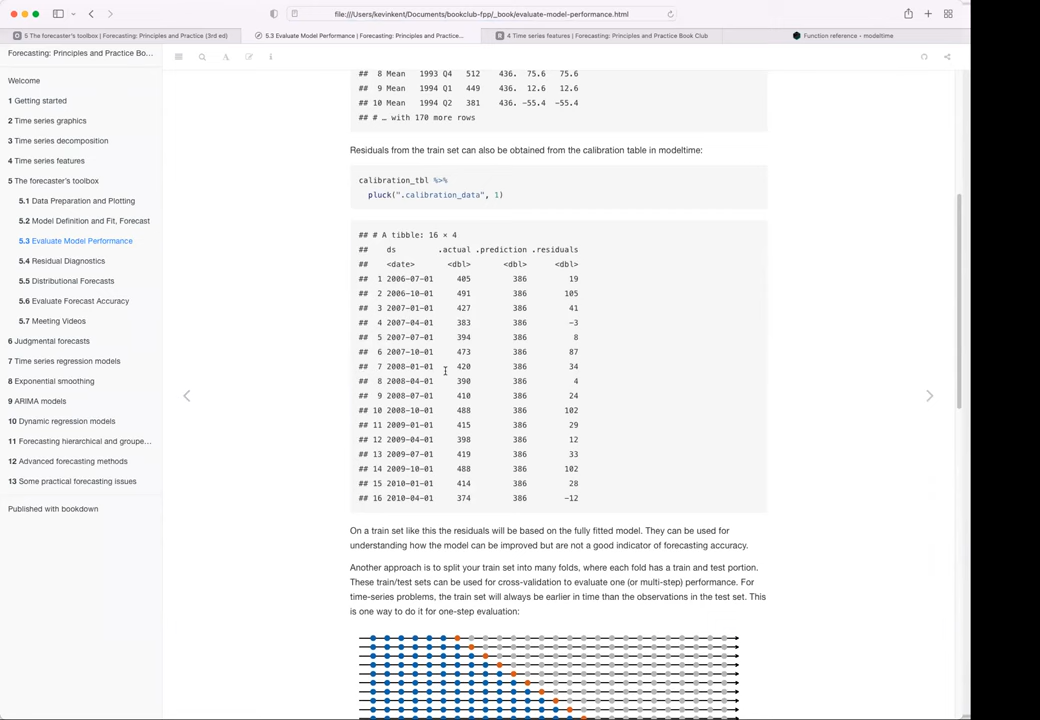 file:///Users/kevinkent/Documents/bookclub-fpp/_book/evaluate-model-performance.html
5 The forecaster's toolbox | Forecasting: Principles and Practice (3rd ed)
5.3 Evaluate Model Performance | Forecasting: Principles and Practice...
4 Time series features | Forecasting: Principles and Practice Book Club
Function reference - modeltime
Forecasting: Principles and Practice Bo...
Welcome
1 Getting started
2 Time series graphics
3 Time series decomposition
4 Time series features
5 The forecaster's toolbox
5.1 Data Preparation and Plotting
5.2 Model Definition and Fit, Forecast
5.3 Evaluate Model Performance
5.4 Residual Diagnostics
5.5 Distributional Forecasts
5.6 Evaluate Forecast Accuracy
5.7 Meeting Videos
6 Judgmental forecasts
7 Time series regression models
8 Exponential smoothing
9 ARIMA models
10 Dynamic regression models
11 Forecasting hierarchical and groupe...
12 Advanced forecasting methods
13 Some practical forecasting issues
Published with bookdown
## 8 Mean 1993 Q4 512 436. 75.6 75.6
## 9 Mean 1994 Q1 449 436. 12.6 12.6
## 10 Mean 1994 Q2 381 436. -55.4 -55.4
## # … with 170 more rows
Residuals from the train set can also be obtained from the calibration table in modeltime:
calibration_tbl %>%
pluck(".calibration_data", 1)
## # A tibble: 16 × 4
## ds .actual .prediction .residuals
## <date> <dbl> <dbl> <dbl>
## 1 2006-07-01 405 386 19
## 2 2006-10-01 491 386 105
## 3 2007-01-01 427 386 41
## 4 2007-04-01 383 386 -3
## 5 2007-07-01 394 386 8
## 6 2007-10-01 473 386 87
## 7 2008-01-01 420 386 34
## 8 2008-04-01 390 386 4
## 9 2008-07-01 410 386 24
## 10 2008-10-01 488 386 102
## 11 2009-01-01 415 386 29
## 12 2009-04-01 398 386 12
## 13 2009-07-01 419 386 33
## 14 2009-10-01 488 386 102
## 15 2010-01-01 414 386 28
## 16 2010-04-01 374 386 -12
On a train set like this the residuals will be based on the fully fitted model. They can be used for
understanding how the model can be improved but are not a good indicator of forecasting accuracy.
Another approach is to split your train set into many folds, where each fold has a train and test portion.
These train/test sets can be used for cross-validation to evaluate one (or multi-step) performance. For
time-series problems, the train set will always be earlier in time than the observations in the test set. This
is one way to do it for one-step evaluation: